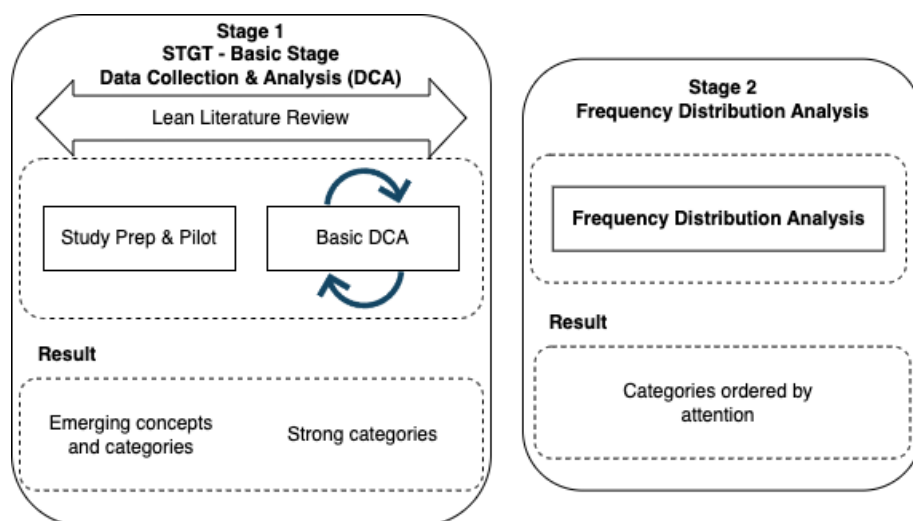 Stage 1
STGT - Basic Stage
Data Collection & Analysis (DCA)
Lean Literature Review
Study Prep & Pilot
Basic DCA
Result
Emerging concepts
and categories
Strong categories
Stage 2
Frequency Distribution Analysis
Frequency Distribution Analysis
Result
Categories ordered by
attention